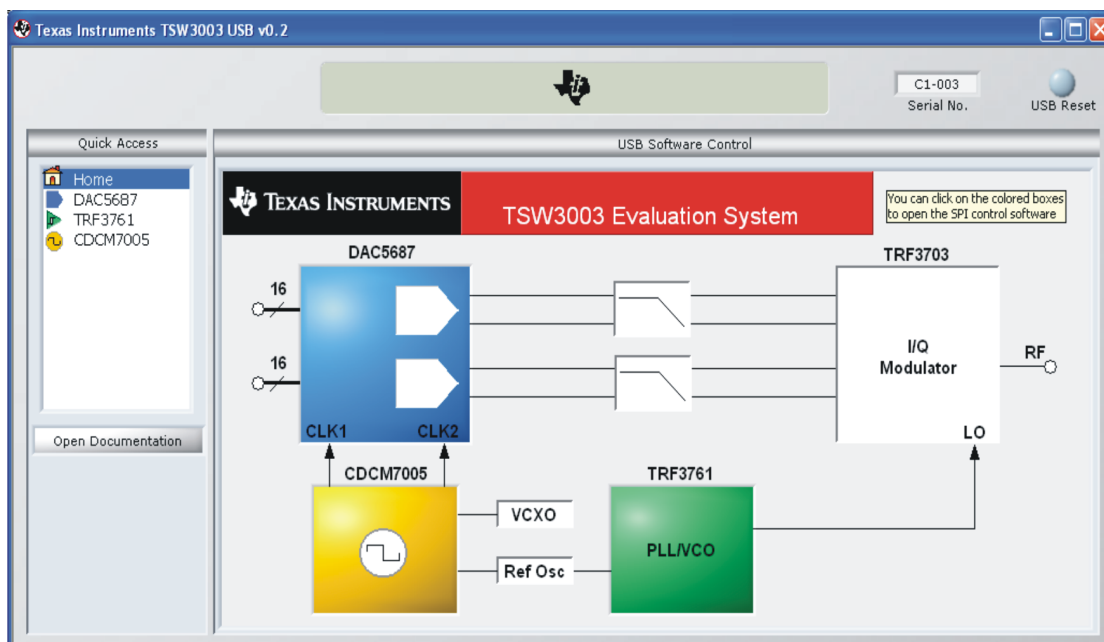 Texas Instruments TSW3003 USB v0.2
C1-003
Serial No.
USB Reset
Quick Access
Home
DAC5687
TRF3761
CDCM7005
Open Documentation
USB Software Control
TEXAS INSTRUMENTS
TSW3003 Evaluation System
You can click on the colored boxes
to open the SPI control software
DAC5687
TRF3703
16
16
CLK1
CLK2
I/Q
Modulator
RF
LO
CDCM7005
TRF3761
VCXO
Ref Osc
PLL/VCO